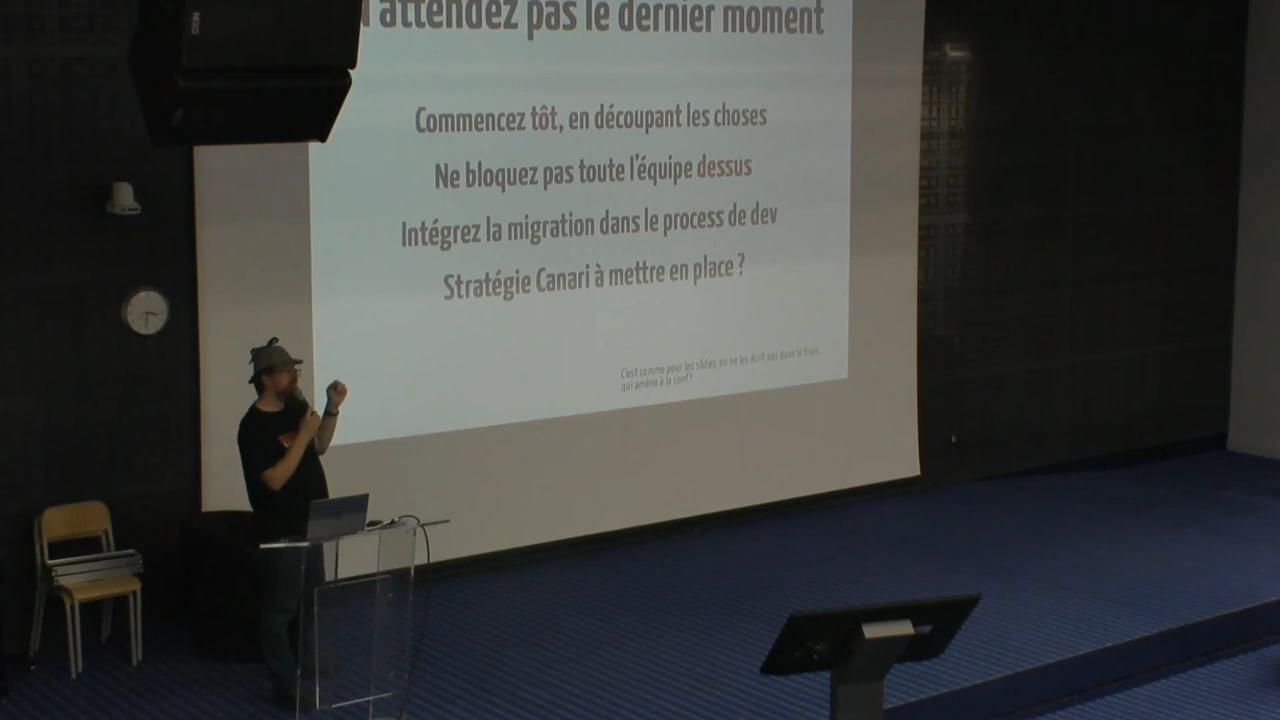 attendez pas le dernier moment
Commencez tôt, en découpant les choses
Ne bloquez pas toute l'équipe dessus
Intégrez la migration dans le process de dev
Stratégie Canari à mettre en place ?
C'est comme pour les slides, on ne les écrit pas dans le train
qui amène à la conf !